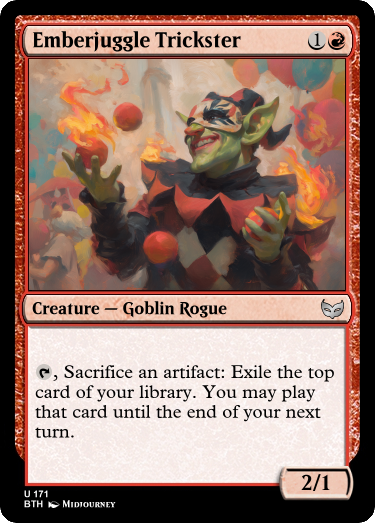 Emberjuggle Trickster 1
Creature — Goblin Rogue
, Sacrifice an artifact: Exile the top
card of your library. You may play
that card until the end of your next
turn.
2/1
U 171
BTH Midjourney